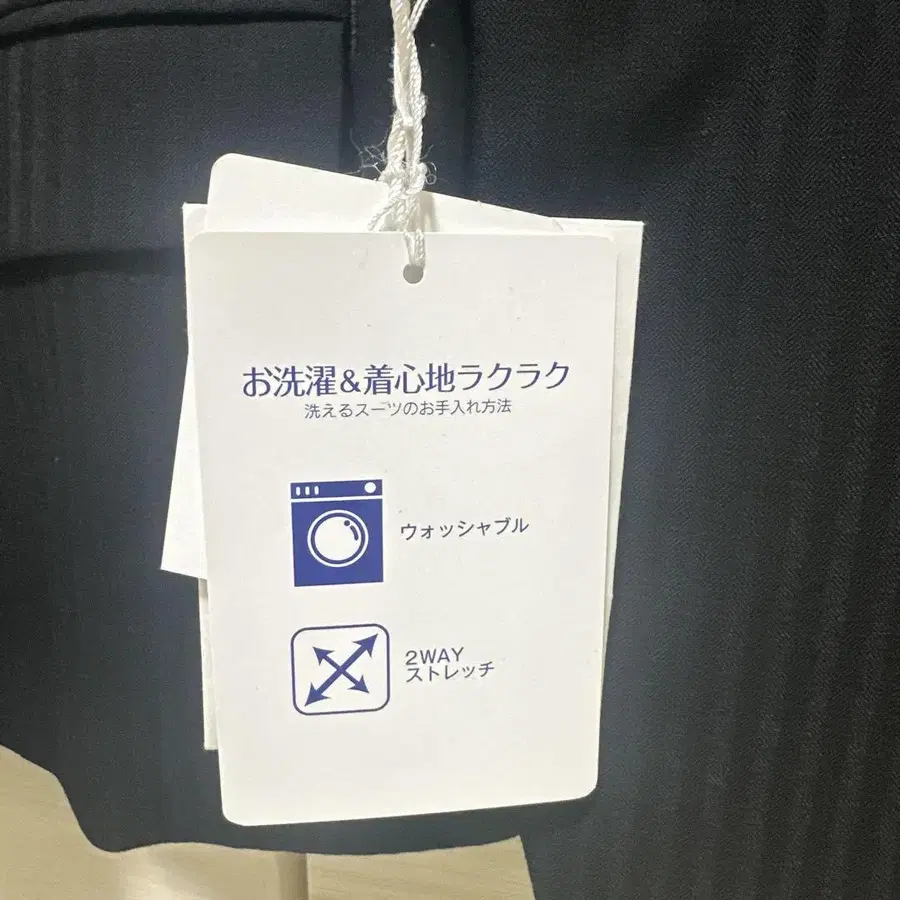 お洗濯&着心地ラクラク
洗えるスーツのお手入れ方法
ウォッシャブル
2WAY
ストレッチ